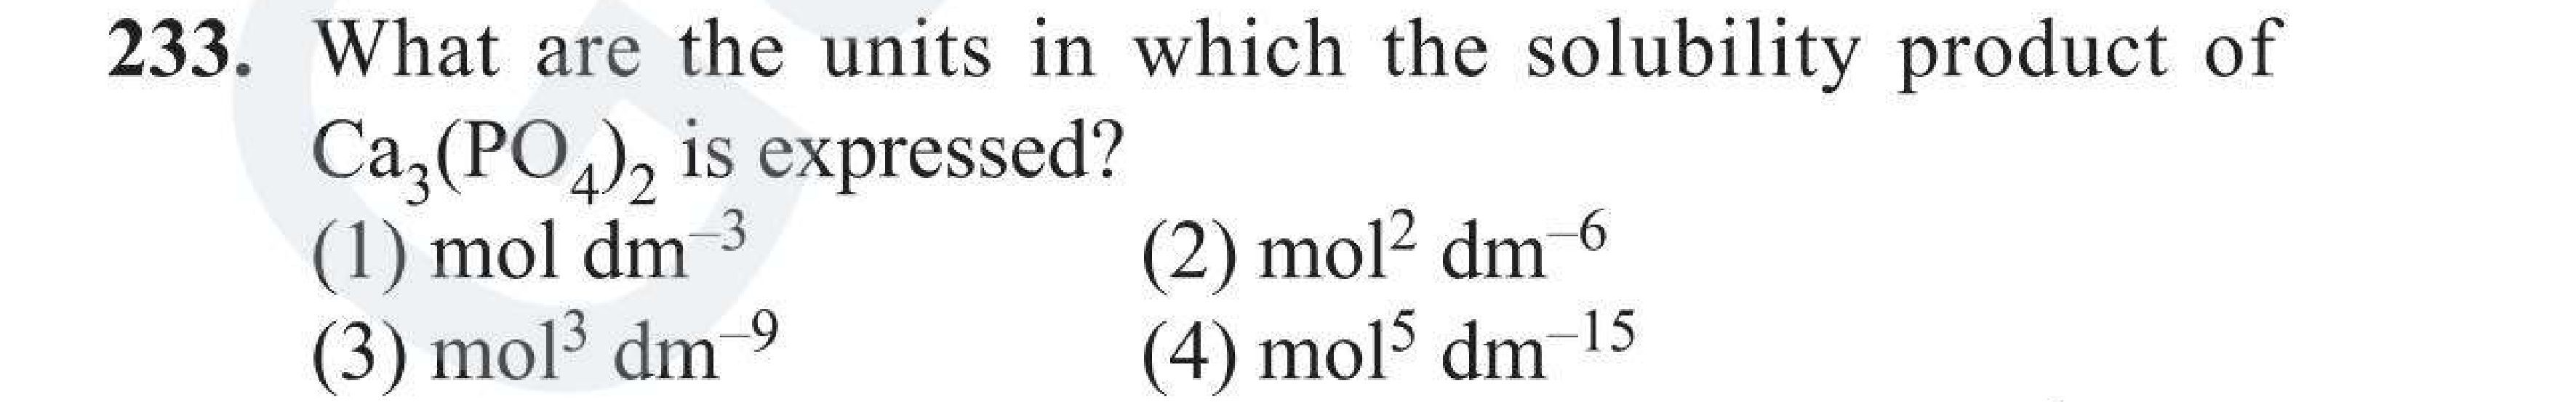 233. What are the units in which the solubility product of
Ca₃(PO₄)₂ is expressed?
(1) mol dm⁻³ (2) mol² dm⁻⁶
(3) mol³ dm⁻⁹ (4) mol⁵ dm⁻¹⁵